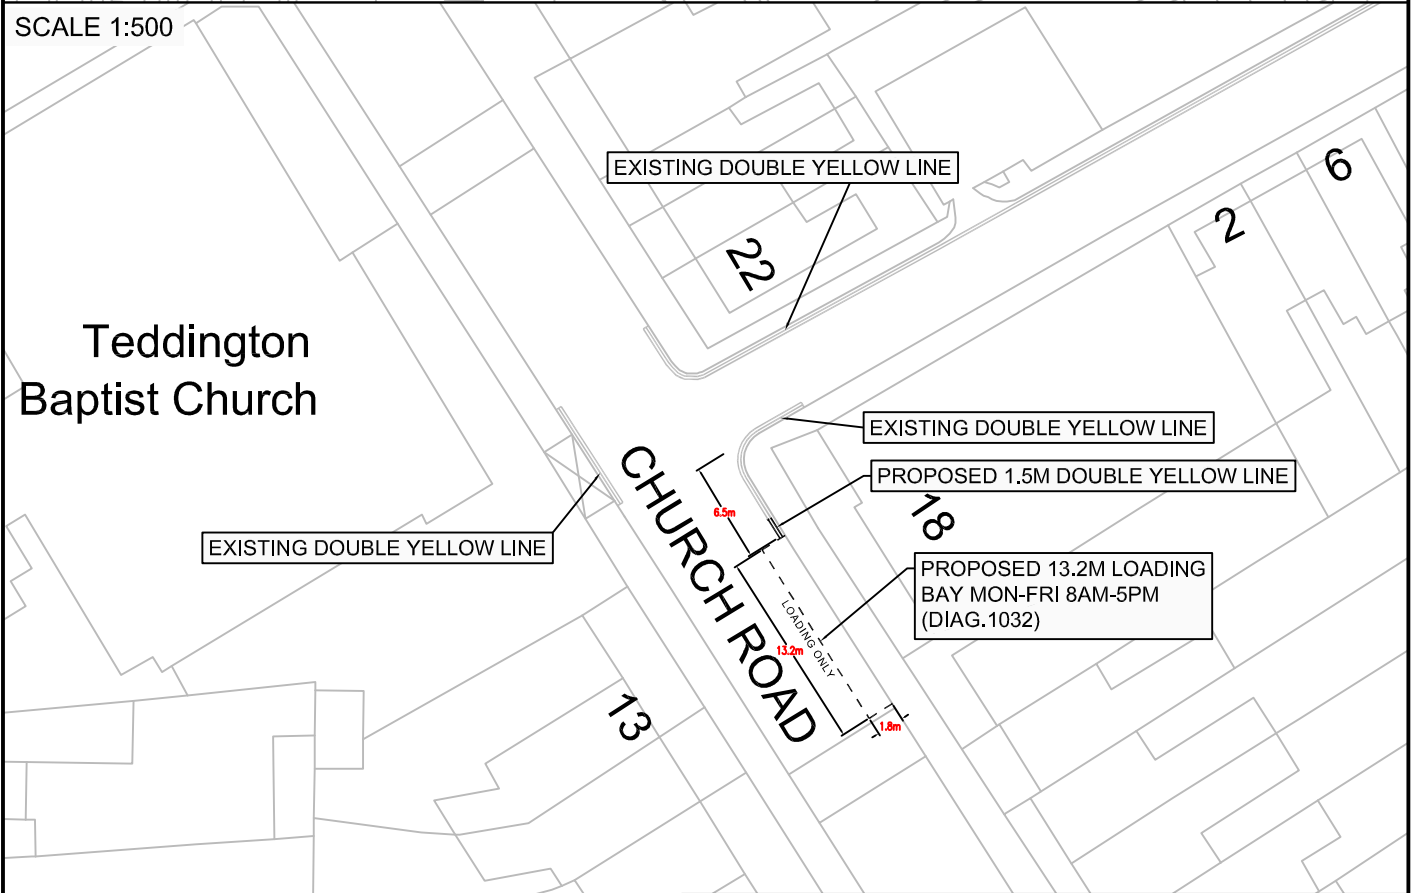 SCALE 1:500
EXISTING DOUBLE YELLOW LINE
6
2
22
Teddington
Baptist Church
EXISTING DOUBLE YELLOW LINE
PROPOSED 1.5M DOUBLE YELLOW LINE
CHURCH ROAD
6.5m
18
EXISTING DOUBLE YELLOW LINE
PROPOSED 13.2M LOADING
BAY MON-FRI 8AM-5PM
(DIAG.1032)
LOADING ONLY
13.2m
13
1.8m